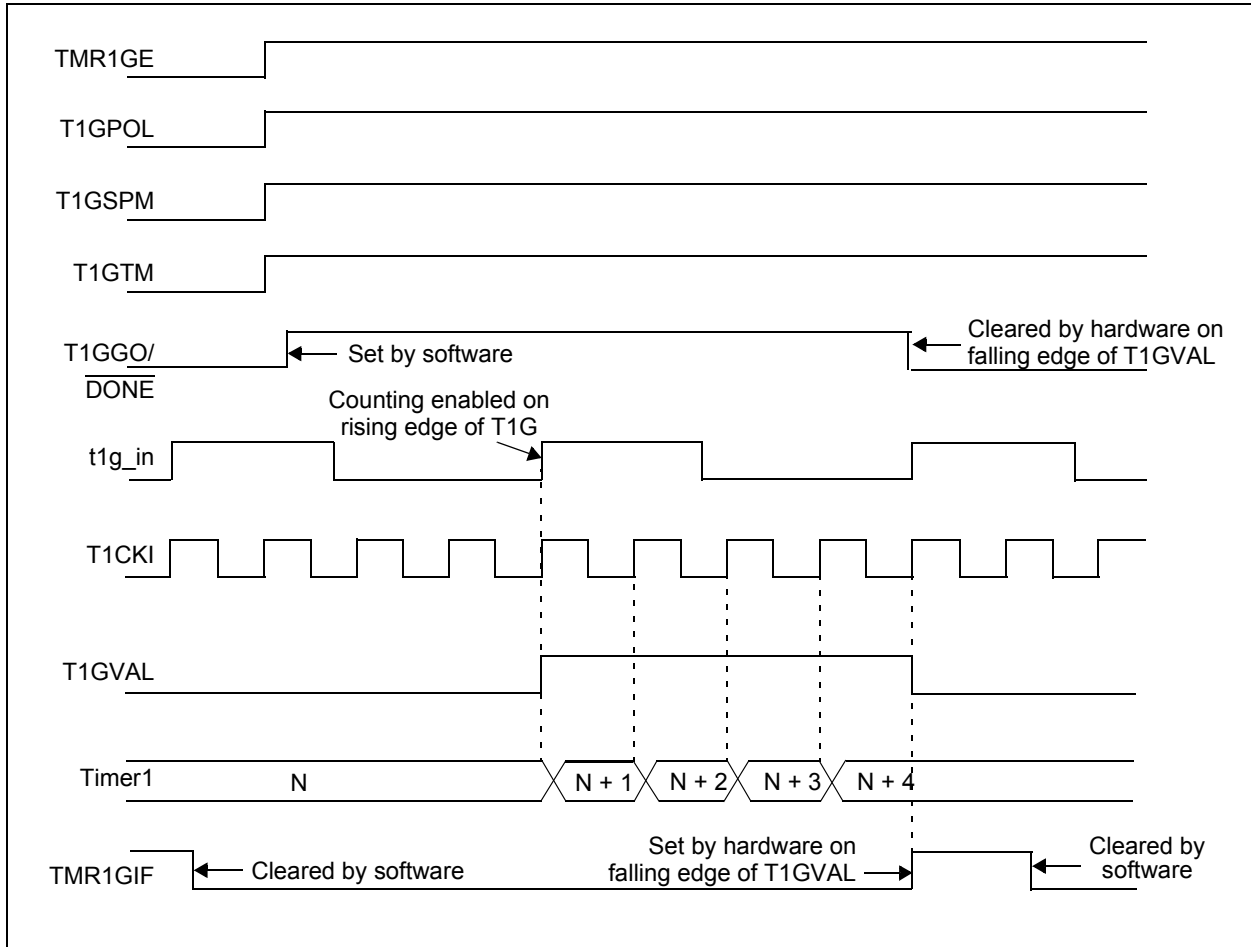 TMR1GE
T1GPOL
T1GSPM
T1GTM
T1GGO/
DONE
Set by software
Cleared by hardware on
falling edge of T1GVAL
Counting enabled on
rising edge of T1G
t1g_in
T1CKI
T1GVAL
Timer1
N
N + 1
N + 2
N + 3
N + 4
TMR1GIF
Cleared by software
Set by hardware on
falling edge of T1GVAL
Cleared by
software